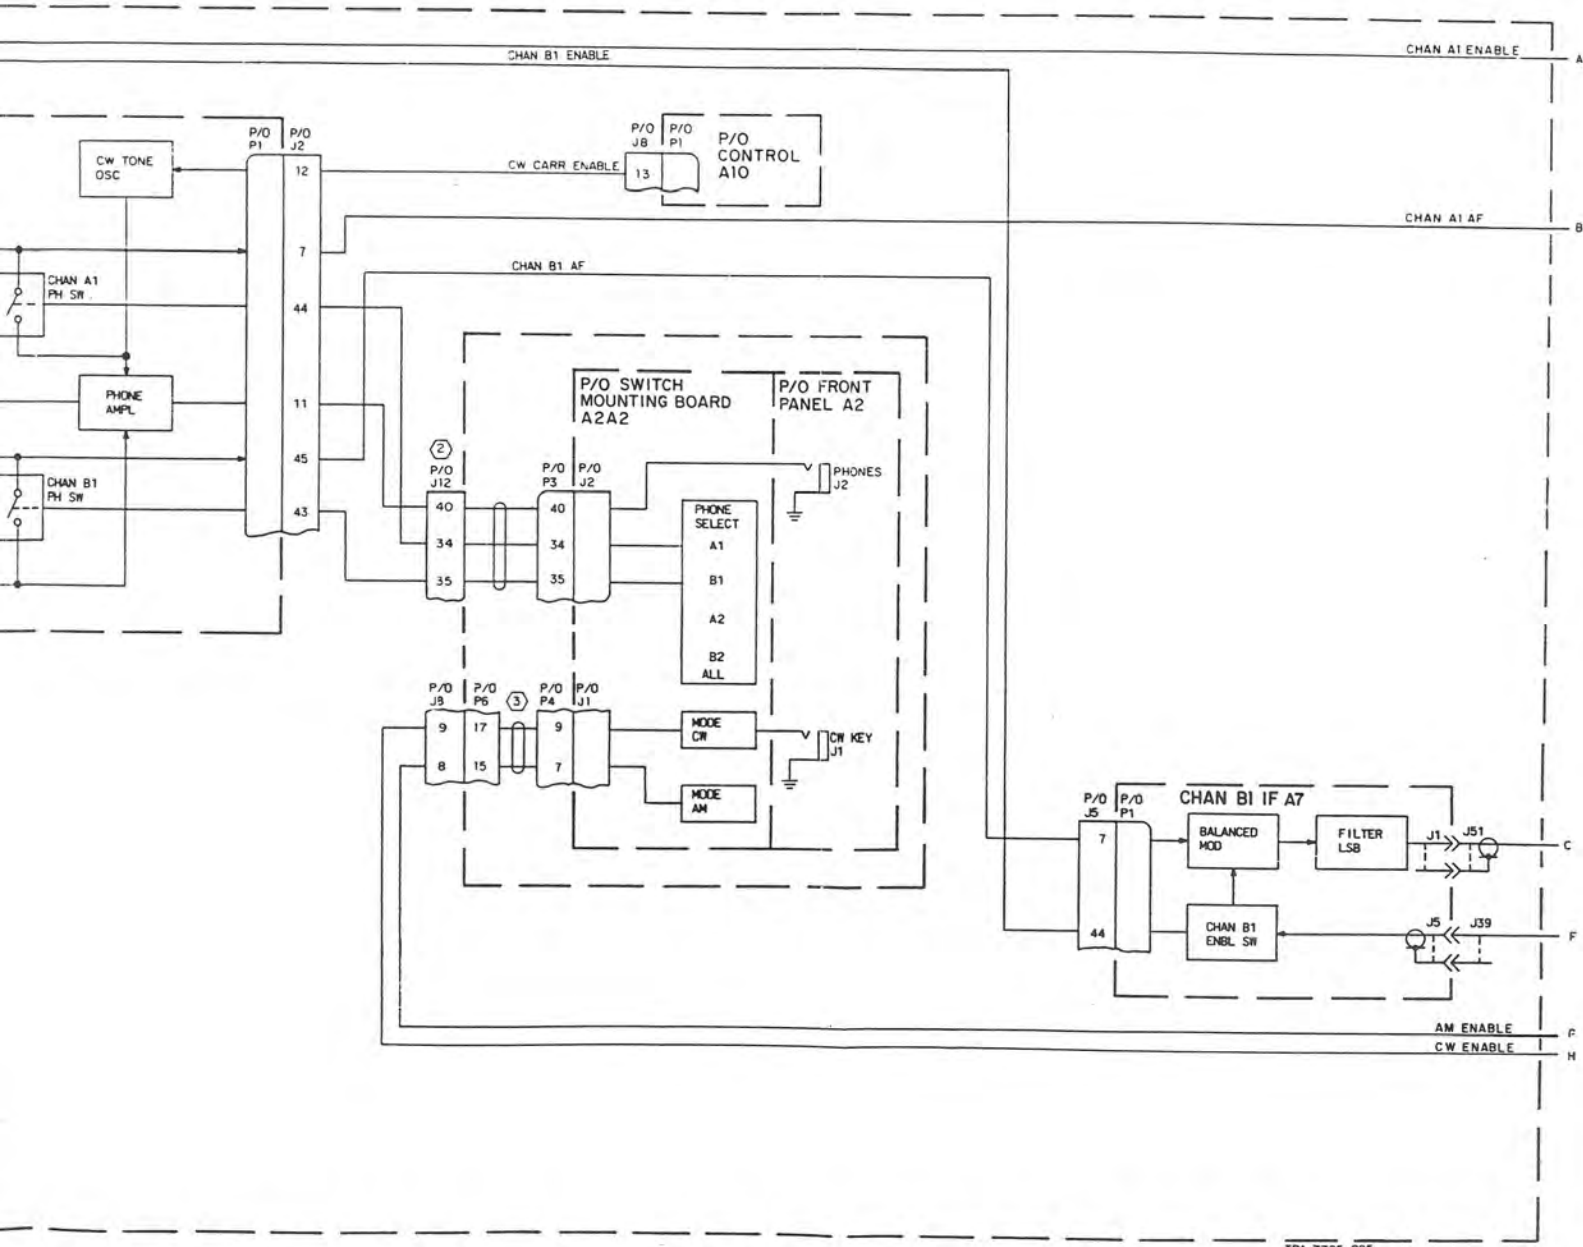 CHAN B1 ENABLE
CHAN A1 ENABLE
A
P/O
P1
P/O
J2
CW TONE
OSC
12
CW CARR ENABLE
P/O
J8
P/O
P1
13
P/O
CONTROL
A10
CHAN A1 AF
B
7
CHAN B1 AF
CHAN A1
PH SW
44
PHONE
AMPL
11
45
CHAN B1
PH SW
43
P/O SWITCH
MOUNTING BOARD
A2A2
P/O FRONT
PANEL A2
2
P/O
J12
P/O
P3
P/O
J2
PHONES
J2
40
40
34
34
35
35
PHONE
SELECT
A1
B1
A2
B2
ALL
P/O
J8
P/O
P6
3
P/O
P4
P/O
J1
9
17
9
8
15
7
MODE
CW
CW KEY
J1
MODE
AM
P/O
J5
P/O
P1
CHAN B1 IF A7
7
BALANCED
MOD
FILTER
LSB
J1
J51
C
44
CHAN B1
ENBL SW
J5
J39
F
AM ENABLE
CW ENABLE
H